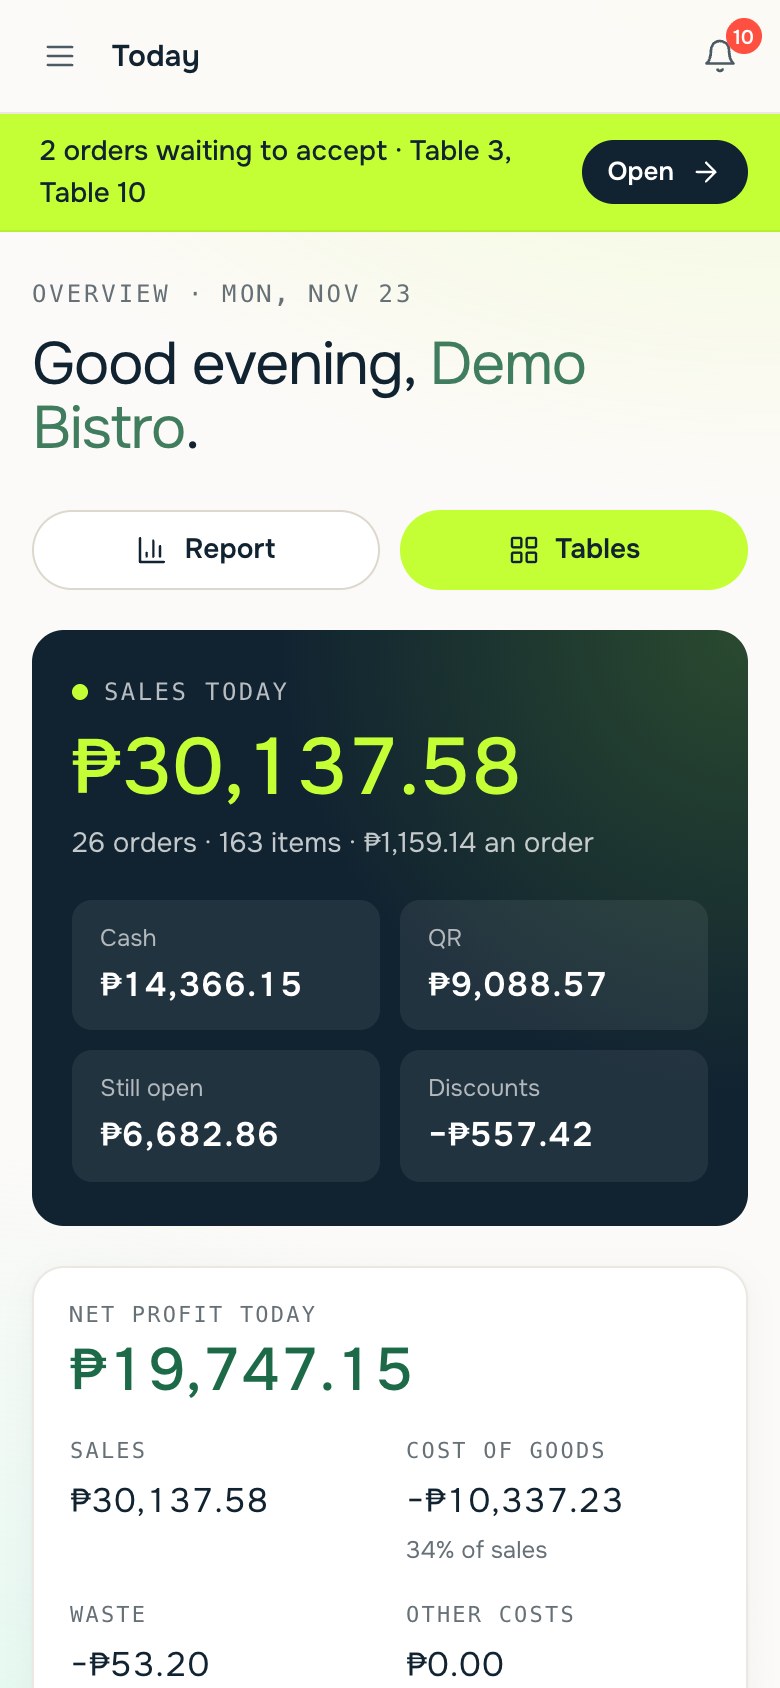 Today
10
2 orders waiting to accept · Table 3,
Table 10
Open →
OVERVIEW · MON, NOV 23
Good evening, Demo
Bistro.
Report
Tables
SALES TODAY
₱30,137.58
26 orders · 163 items · ₱1,159.14 an order
Cash
₱14,366.15
QR
₱9,088.57
Still open
₱6,682.86
Discounts
−₱557.42
NET PROFIT TODAY
₱19,747.15
SALES
₱30,137.58
COST OF GOODS
−₱10,337.23
34% of sales
WASTE
−₱53.20
OTHER COSTS
₱0.00